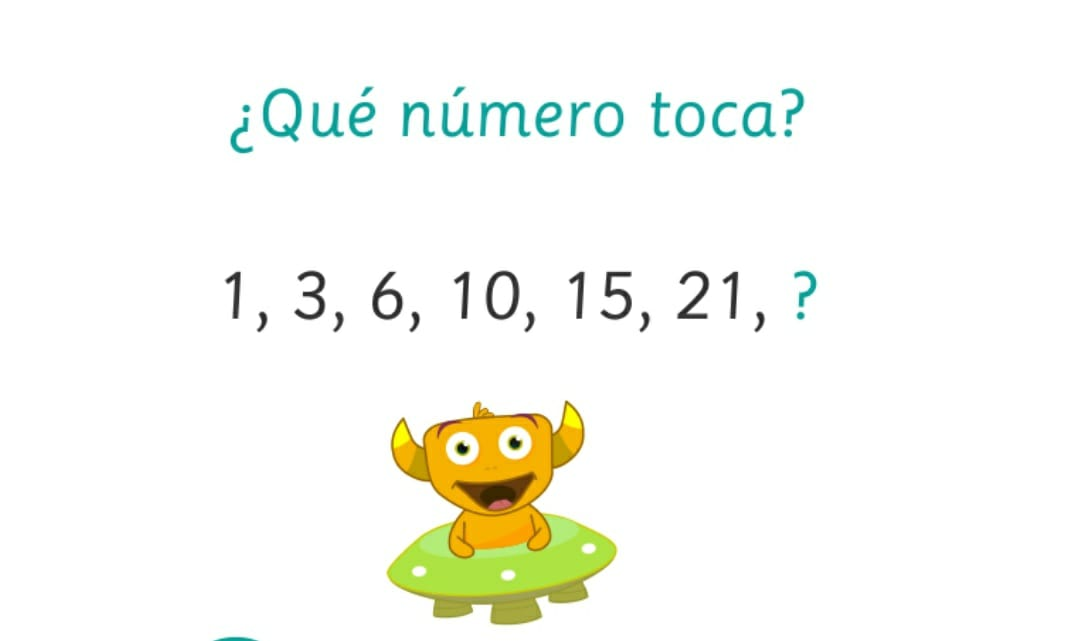 ¿Qué número toca?
1, 3, 6, 10, 15, 21, ?